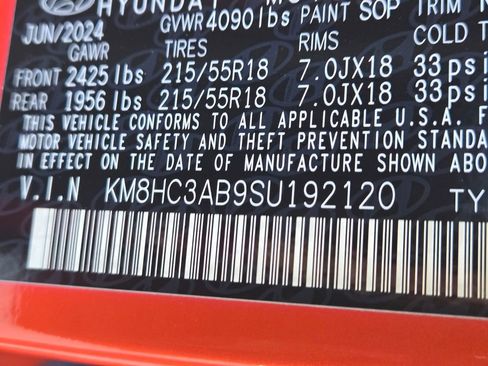 HYUNDAI
JUN/2024 GVWR 4090 lbs PAINT SOP TRIM
GAWR TIRES RIMS COLD
FRONT 2425 lbs 215/55R18 7.0JX18 33 psi
REAR 1956 lbs 215/55R18 7.0JX18 33 psi
THIS VEHICLE CONFORMS TO ALL APPLICABLE U.S.A. F
MOTOR VEHICLE SAFETY AND THEFT PREVENTION STANDA
IN EFFECT ON THE DATE OF MANUFACTURE SHOWN ABO
V.I.N KM8HC3AB9SU192120 TY